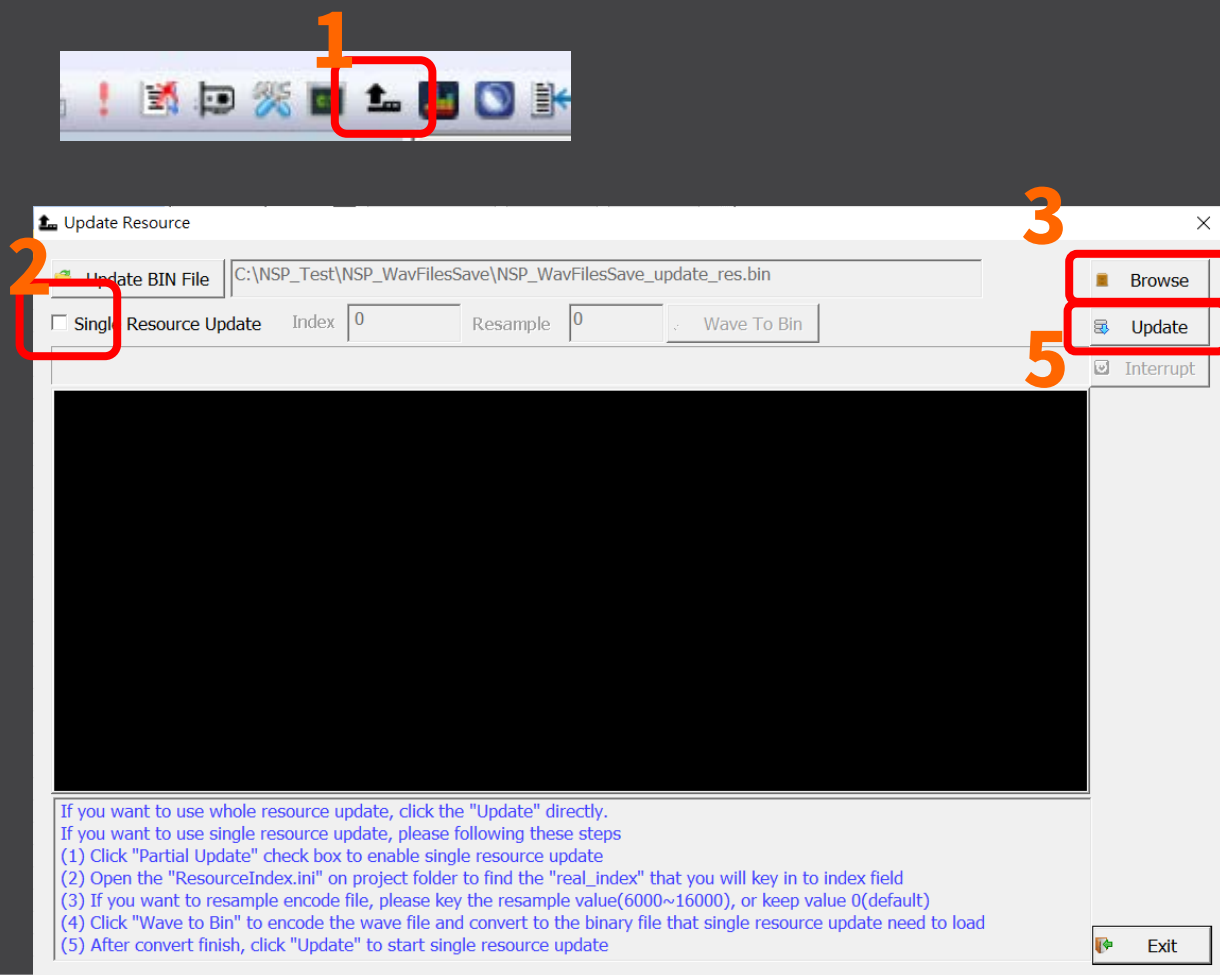 1
Update Resource
3
2
Update BIN File
C:\NSP_Test\NSP_WavFilesSave\NSP_WavFilesSave_update_res.bin
Browse
Single Resource Update
Index
0
Resample
0
Wave To Bin
Update
5
Interrupt
If you want to use whole resource update, click the "Update" directly.
If you want to use single resource update, please following these steps
(1) Click "Partial Update" check box to enable single resource update
(2) Open the "ResourceIndex.ini" on project folder to find the "real_index" that you will key in to index field
(3) If you want to resample encode file, please key the resample value(6000~16000), or keep value 0(default)
(4) Click "Wave to Bin" to encode the wave file and convert to the binary file that single resource update need to load
(5) After convert finish, click "Update" to start single resource update
Exit